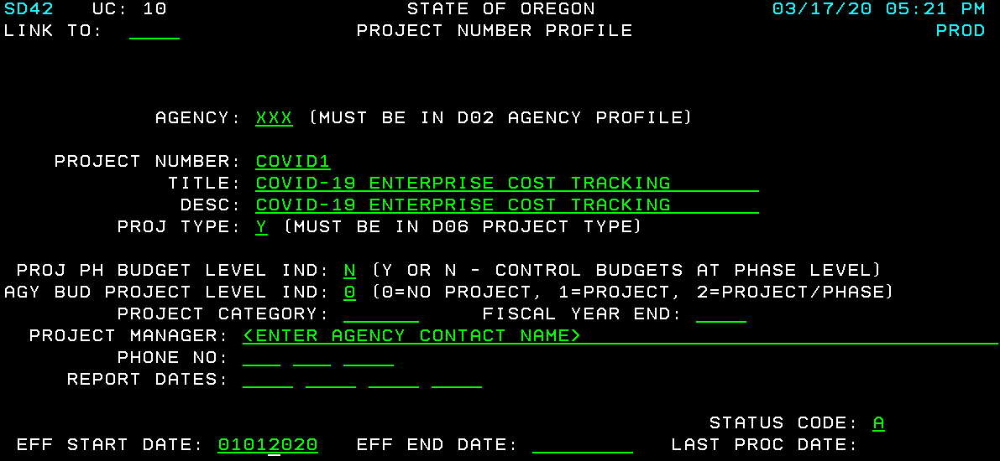 SD42 UC: 10 STATE OF OREGON 03/17/20 05:21 PM
LINK TO: PROJECT NUMBER PROFILE PROD
AGENCY: XXX (MUST BE IN D02 AGENCY PROFILE)
PROJECT NUMBER: COVID1
TITLE: COVID-19 ENTERPRISE COST TRACKING
DESC: COVID-19 ENTERPRISE COST TRACKING
PROJ TYPE: Y (MUST BE IN D06 PROJECT TYPE)
PROJ PH BUDGET LEVEL IND: N (Y OR N - CONTROL BUDGETS AT PHASE LEVEL)
AGY BUD PROJECT LEVEL IND: 0 (0=NO PROJECT, 1=PROJECT, 2=PROJECT/PHASE)
PROJECT CATEGORY: FISCAL YEAR END:
PROJECT MANAGER: <ENTER AGENCY CONTACT NAME>
PHONE NO:
REPORT DATES:
STATUS CODE: A
EFF START DATE: 01012020 EFF END DATE: LAST PROC DATE: